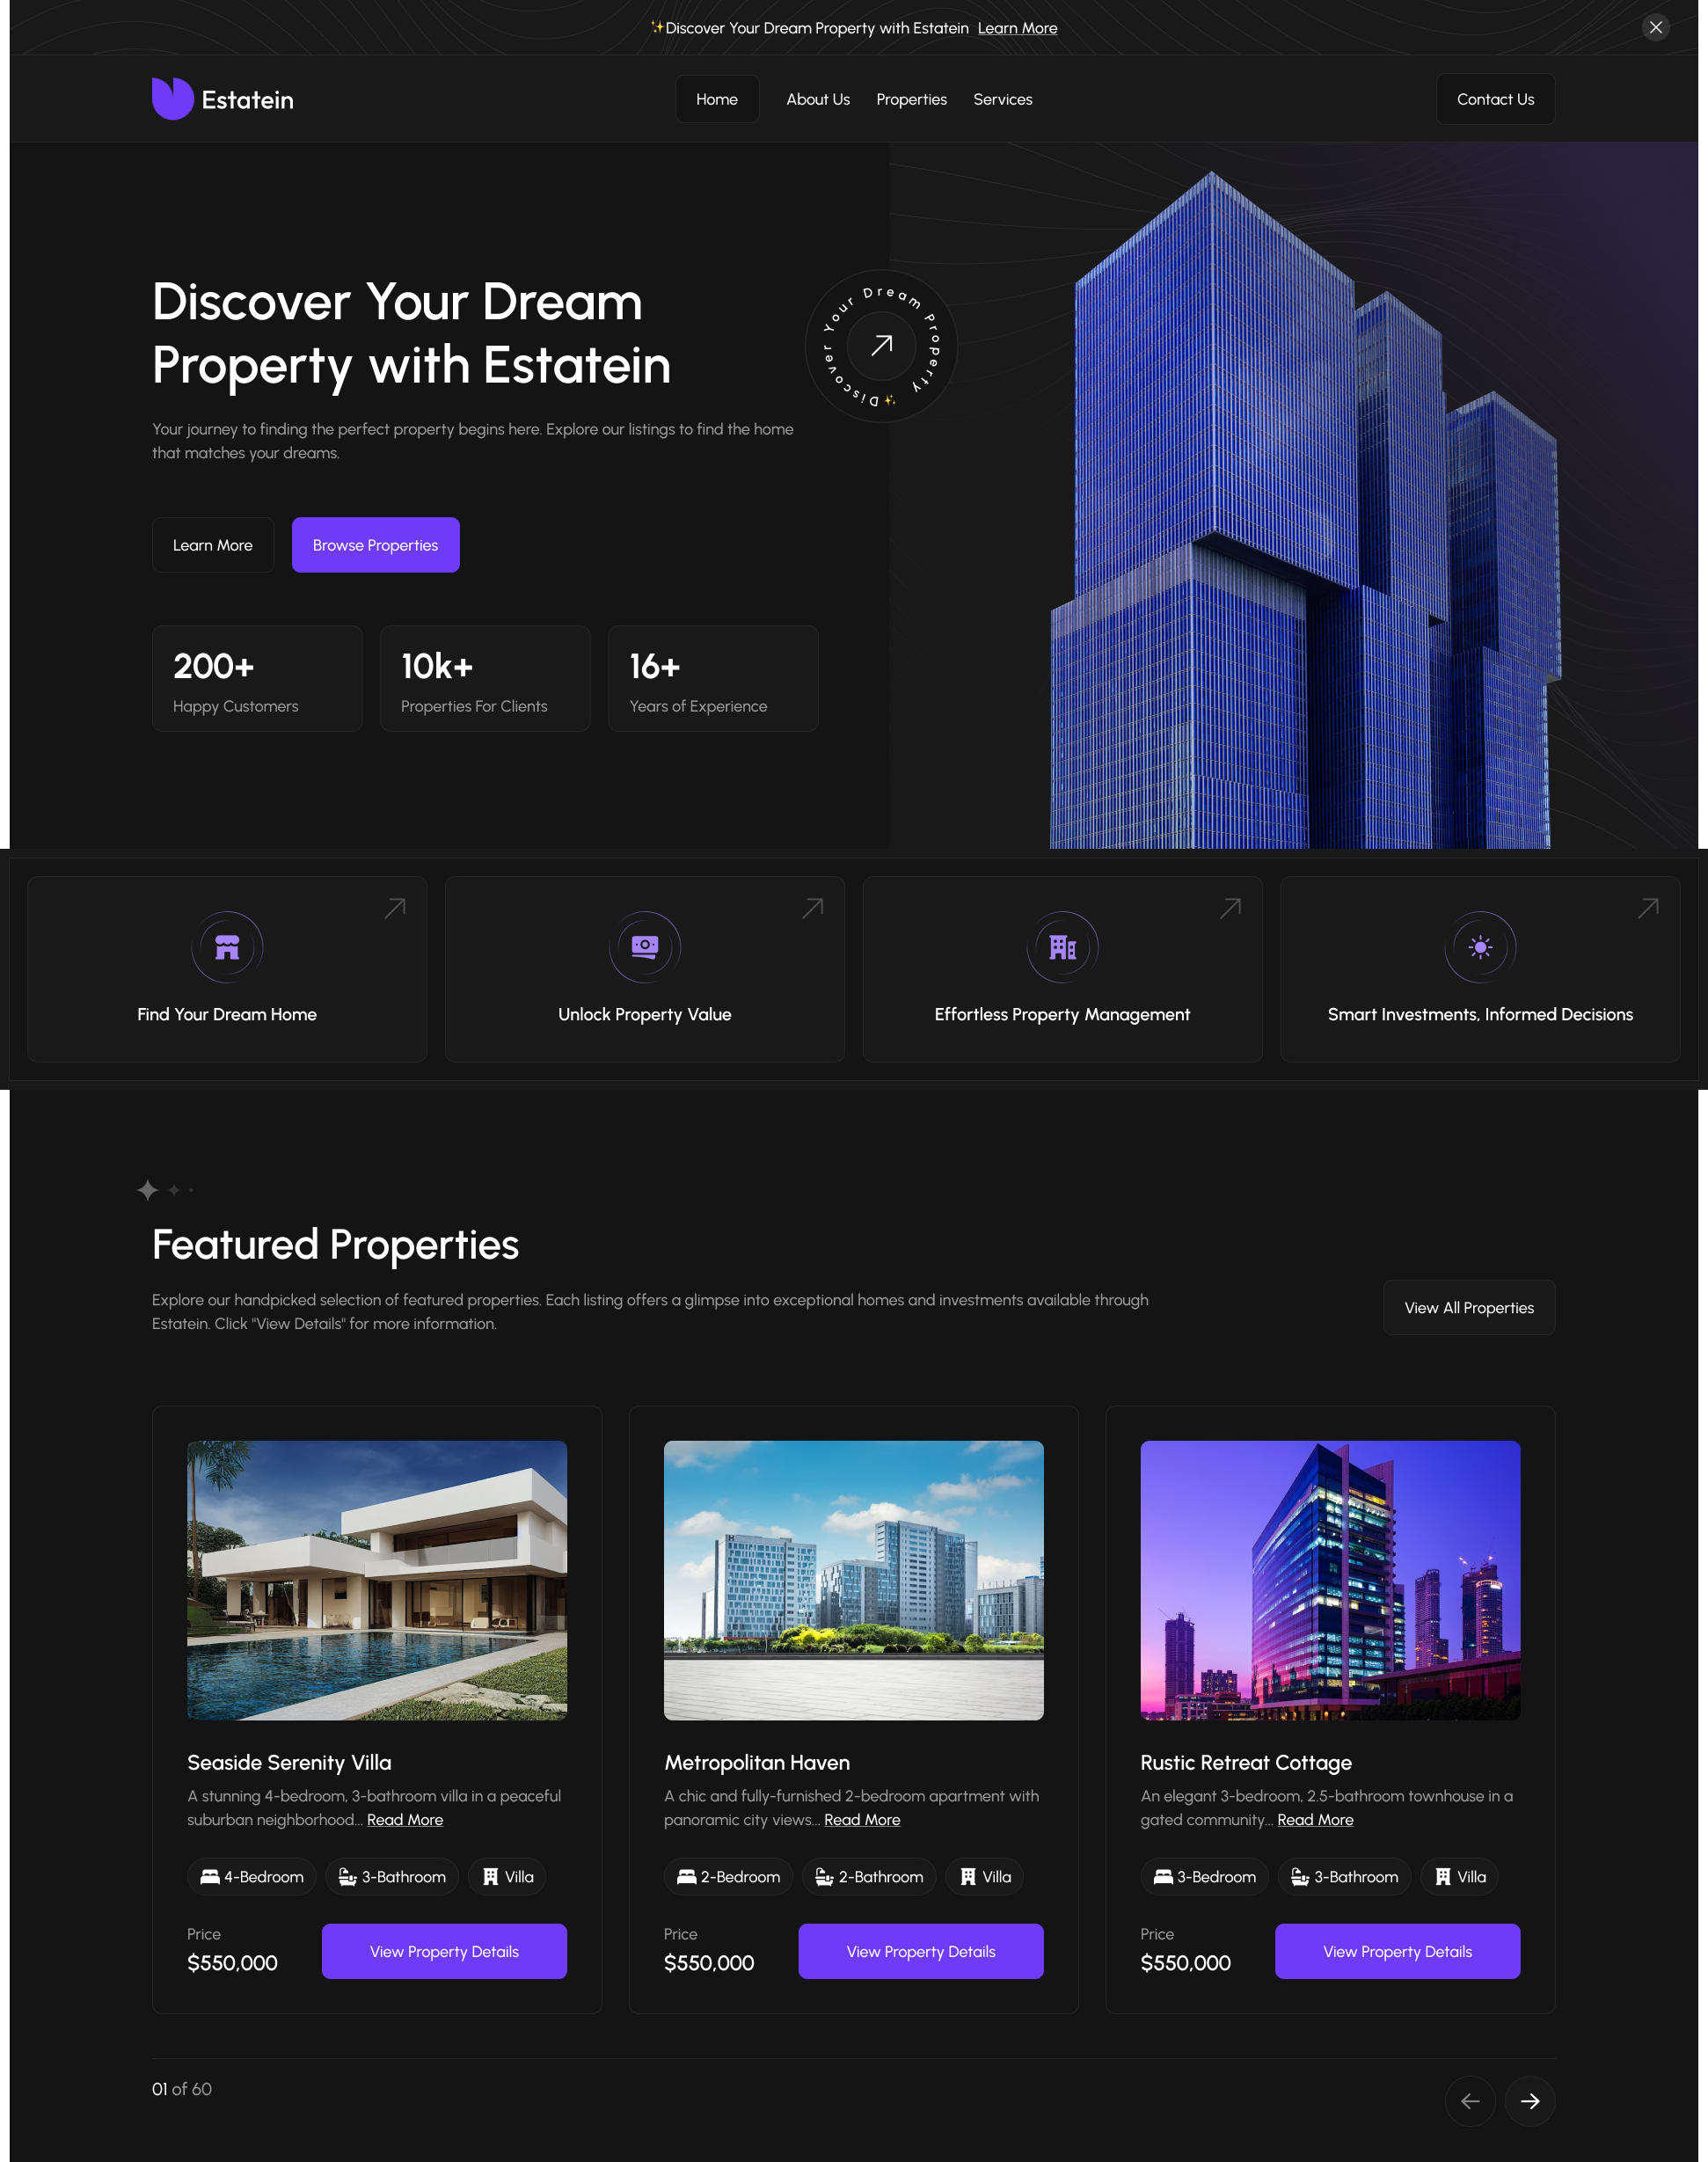 ✨Discover Your Dream Property with Estatein Learn More
Estatein
Home
About Us
Properties
Services
Contact Us
Discover Your Dream
Property with Estatein
✨Discover Your Dream Property
Your journey to finding the perfect property begins here. Explore our listings to find the home
that matches your dreams.
Learn More
Browse Properties
200+
Happy Customers
10k+
Properties For Clients
16+
Years of Experience
Find Your Dream Home
Unlock Property Value
Effortless Property Management
Smart Investments, Informed Decisions
Featured Properties
Explore our handpicked selection of featured properties. Each listing offers a glimpse into exceptional homes and investments available through
Estatein. Click "View Details" for more information.
View All Properties
Seaside Serenity Villa
A stunning 4-bedroom, 3-bathroom villa in a peaceful
suburban neighborhood... Read More
4-Bedroom
3-Bathroom
Villa
Price
$550,000
View Property Details
Metropolitan Haven
A chic and fully-furnished 2-bedroom apartment with
panoramic city views... Read More
2-Bedroom
2-Bathroom
Villa
Price
$550,000
View Property Details
Rustic Retreat Cottage
An elegant 3-bedroom, 2.5-bathroom townhouse in a
gated community... Read More
3-Bedroom
3-Bathroom
Villa
Price
$550,000
View Property Details
01 of 60